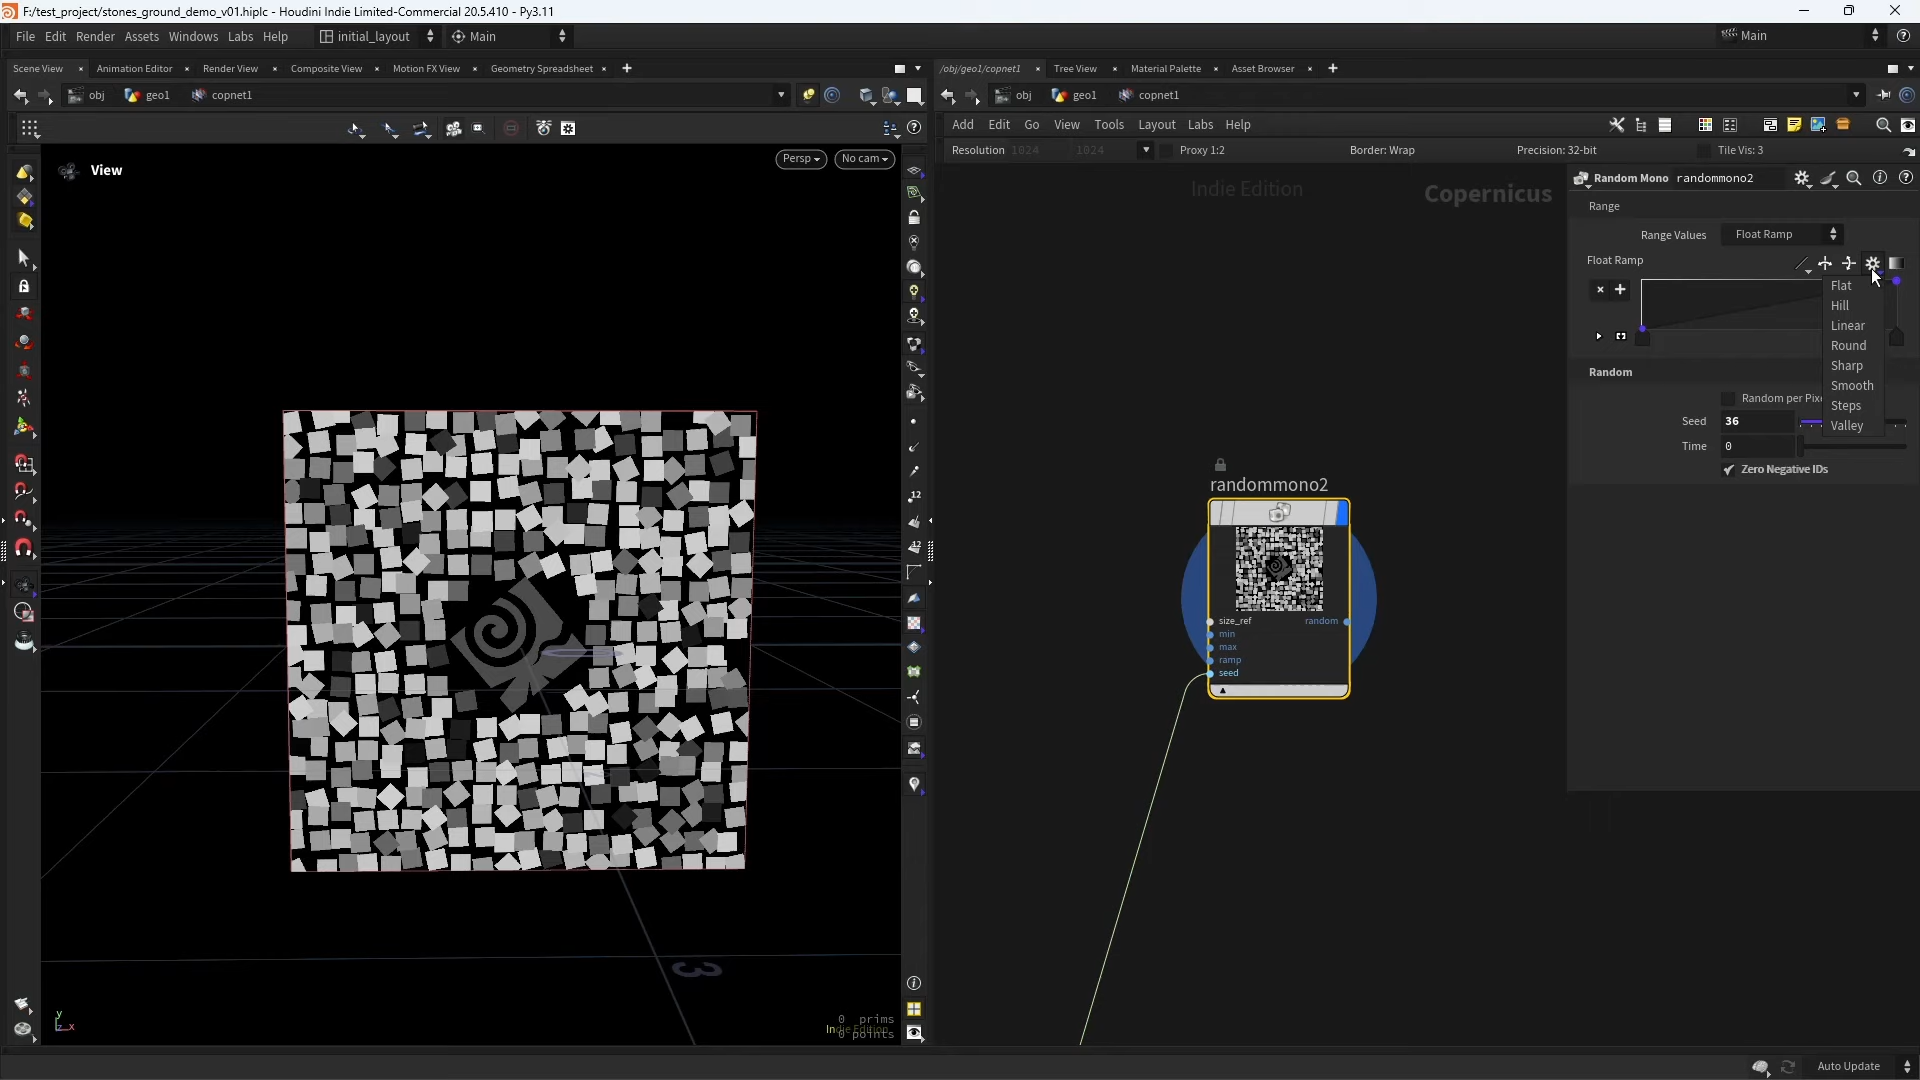 F:/test_project/stones_ground_demo_v01.hiplc - Houdini Indie Limited-Commercial 20.5.410 - Py3.11
File Edit Render Assets Windows Labs Help initial_layout Main Main
Scene View Animation Editor Render View Composite View Motion FX View Geometry Spreadsheet
/obj/geo1/copnet1 Tree View Material Palette Asset Browser
obj geo1 copnet1
obj geo1 copnet1
Add Edit Go View Tools Layout Labs Help
Resolution 1024 1024 Proxy 1:2 Border: Wrap Precision: 32-bit Tile Vis: 3
View
Persp No cam
Indie Edition
Copernicus
Random Mono randommono2
Range
Range Values Float Ramp
Float Ramp
Flat
Hill
Linear
Round
Sharp
Smooth
Steps
Valley
Random
Random per Pix
Seed 36
Time 0
Zero Negative IDs
randommono2
size_ref random
min
max
ramp
seed
12
12
3
y
z x
0 prims
0 points
Indie Edition
Auto Update